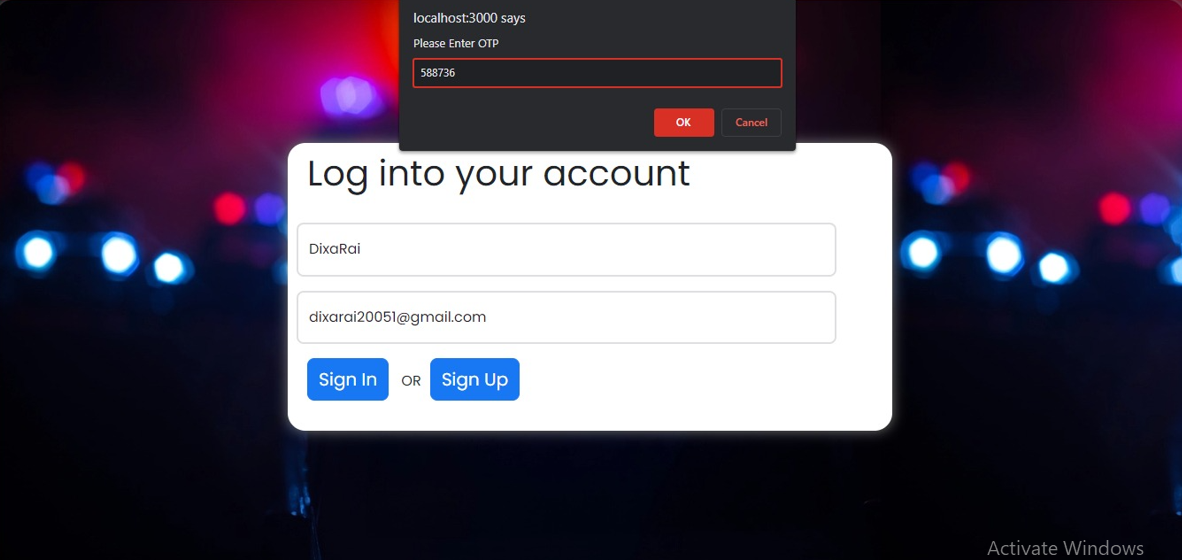 localhost:3000 says
Please Enter OTP
588736
OK Cancel
Log into your account
DixaRai
dixarai20051@gmail.com
Sign In OR Sign Up
Activate Windows